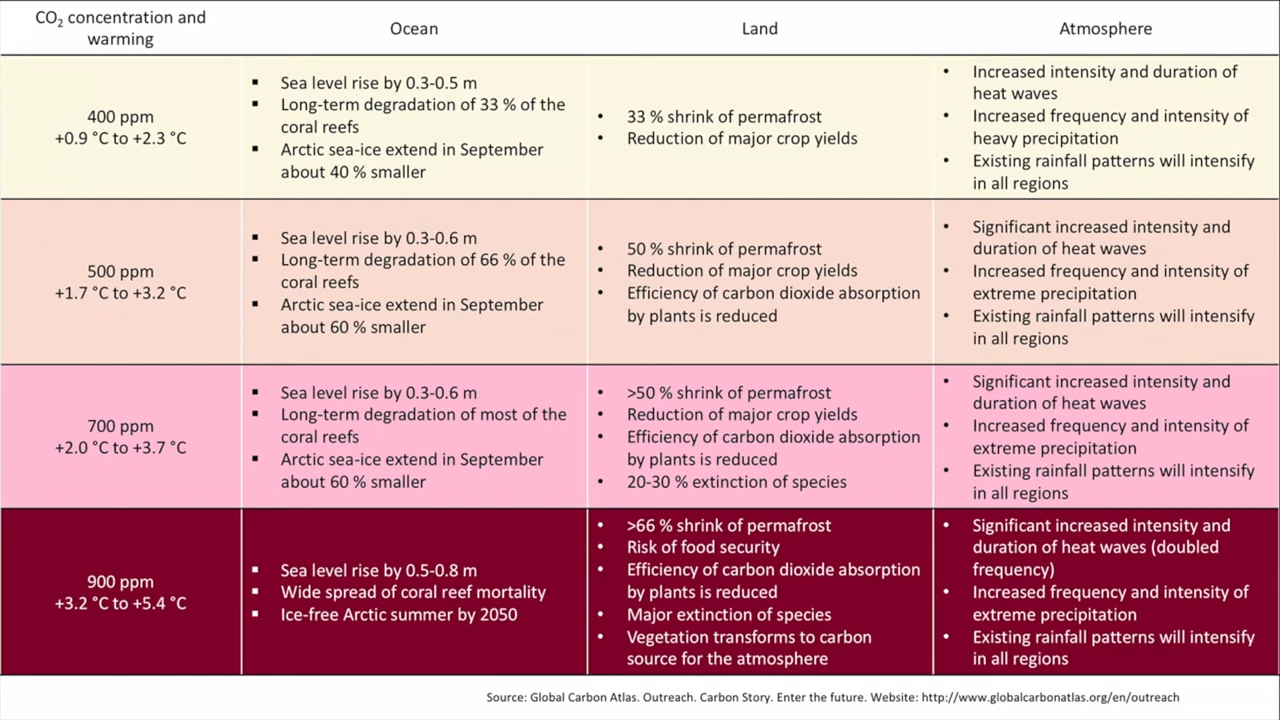 CO2 concentration and
warming
Ocean
Land
Atmosphere
400 ppm
+0.9 °C to +2.3 °C
▪ Sea level rise by 0.3-0.5 m
▪ Long-term degradation of 33 % of the
coral reefs
▪ Arctic sea-ice extend in September
about 40 % smaller
• 33 % shrink of permafrost
• Reduction of major crop yields
• Increased intensity and duration of
heat waves
• Increased frequency and intensity of
heavy precipitation
• Existing rainfall patterns will intensify
in all regions
500 ppm
+1.7 °C to +3.2 °C
▪ Sea level rise by 0.3-0.6 m
▪ Long-term degradation of 66 % of the
coral reefs
▪ Arctic sea-ice extend in September
about 60 % smaller
• 50 % shrink of permafrost
• Reduction of major crop yields
• Efficiency of carbon dioxide absorption
by plants is reduced
• Significant increased intensity and
duration of heat waves
• Increased frequency and intensity of
extreme precipitation
• Existing rainfall patterns will intensify
in all regions
700 ppm
+2.0 °C to +3.7 °C
▪ Sea level rise by 0.3-0.6 m
▪ Long-term degradation of most of the
coral reefs
▪ Arctic sea-ice extend in September
about 60 % smaller
• >50 % shrink of permafrost
• Reduction of major crop yields
• Efficiency of carbon dioxide absorption
by plants is reduced
• 20-30 % extinction of species
• Significant increased intensity and
duration of heat waves
• Increased frequency and intensity of
extreme precipitation
• Existing rainfall patterns will intensify
in all regions
900 ppm
+3.2 °C to +5.4 °C
▪ Sea level rise by 0.5-0.8 m
▪ Wide spread of coral reef mortality
▪ Ice-free Arctic summer by 2050
• >66 % shrink of permafrost
• Risk of food security
• Efficiency of carbon dioxide absorption
by plants is reduced
• Major extinction of species
• Vegetation transforms to carbon
source for the atmosphere
• Significant increased intensity and
duration of heat waves (doubled
frequency)
• Increased frequency and intensity of
extreme precipitation
• Existing rainfall patterns will intensify
in all regions
Source: Global Carbon Atlas. Outreach. Carbon Story. Enter the future. Website: http://www.globalcarbonatlas.org/en/outreach